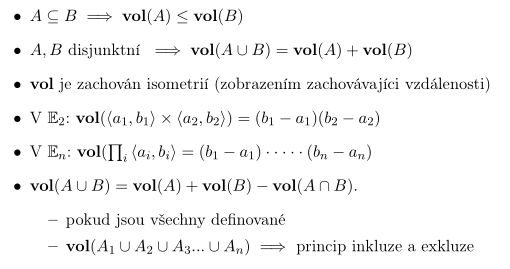 • A ⊆ B ⟹ vol(A) ≤ vol(B)
• A, B disjunktní ⟹ vol(A ∪ B) = vol(A) + vol(B)
• vol je zachován isometrií (zobrazením zachovávajíci vzdálenosti)
• V 𝔼₂: vol(⟨a₁, b₁⟩ × ⟨a₂, b₂⟩) = (b₁ − a₁)(b₂ − a₂)
• V 𝔼ₙ: vol(∏ᵢ ⟨aᵢ, bᵢ⟩ = (b₁ − a₁) · · · · · (bₙ − aₙ)
• vol(A ∪ B) = vol(A) + vol(B) − vol(A ∩ B).
– pokud jsou všechny definované
– vol(A₁ ∪ A₂ ∪ A₃... ∪ Aₙ) ⟹ princip inkluze a exkluze